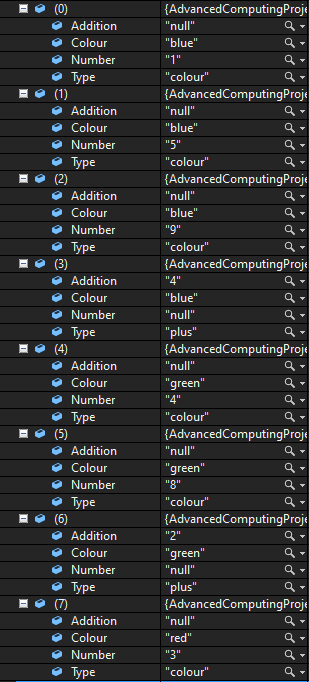 (0) {AdvancedComputingProje
Addition "null"
Colour "blue"
Number "1"
Type "colour"
(1) {AdvancedComputingProje
Addition "null"
Colour "blue"
Number "5"
Type "colour"
(2) {AdvancedComputingProje
Addition "null"
Colour "blue"
Number "9"
Type "colour"
(3) {AdvancedComputingProje
Addition "4"
Colour "blue"
Number "null"
Type "plus"
(4) {AdvancedComputingProje
Addition "null"
Colour "green"
Number "4"
Type "colour"
(5) {AdvancedComputingProje
Addition "null"
Colour "green"
Number "8"
Type "colour"
(6) {AdvancedComputingProje
Addition "2"
Colour "green"
Number "null"
Type "plus"
(7) {AdvancedComputingProje
Addition "null"
Colour "red"
Number "3"
Type "colour"